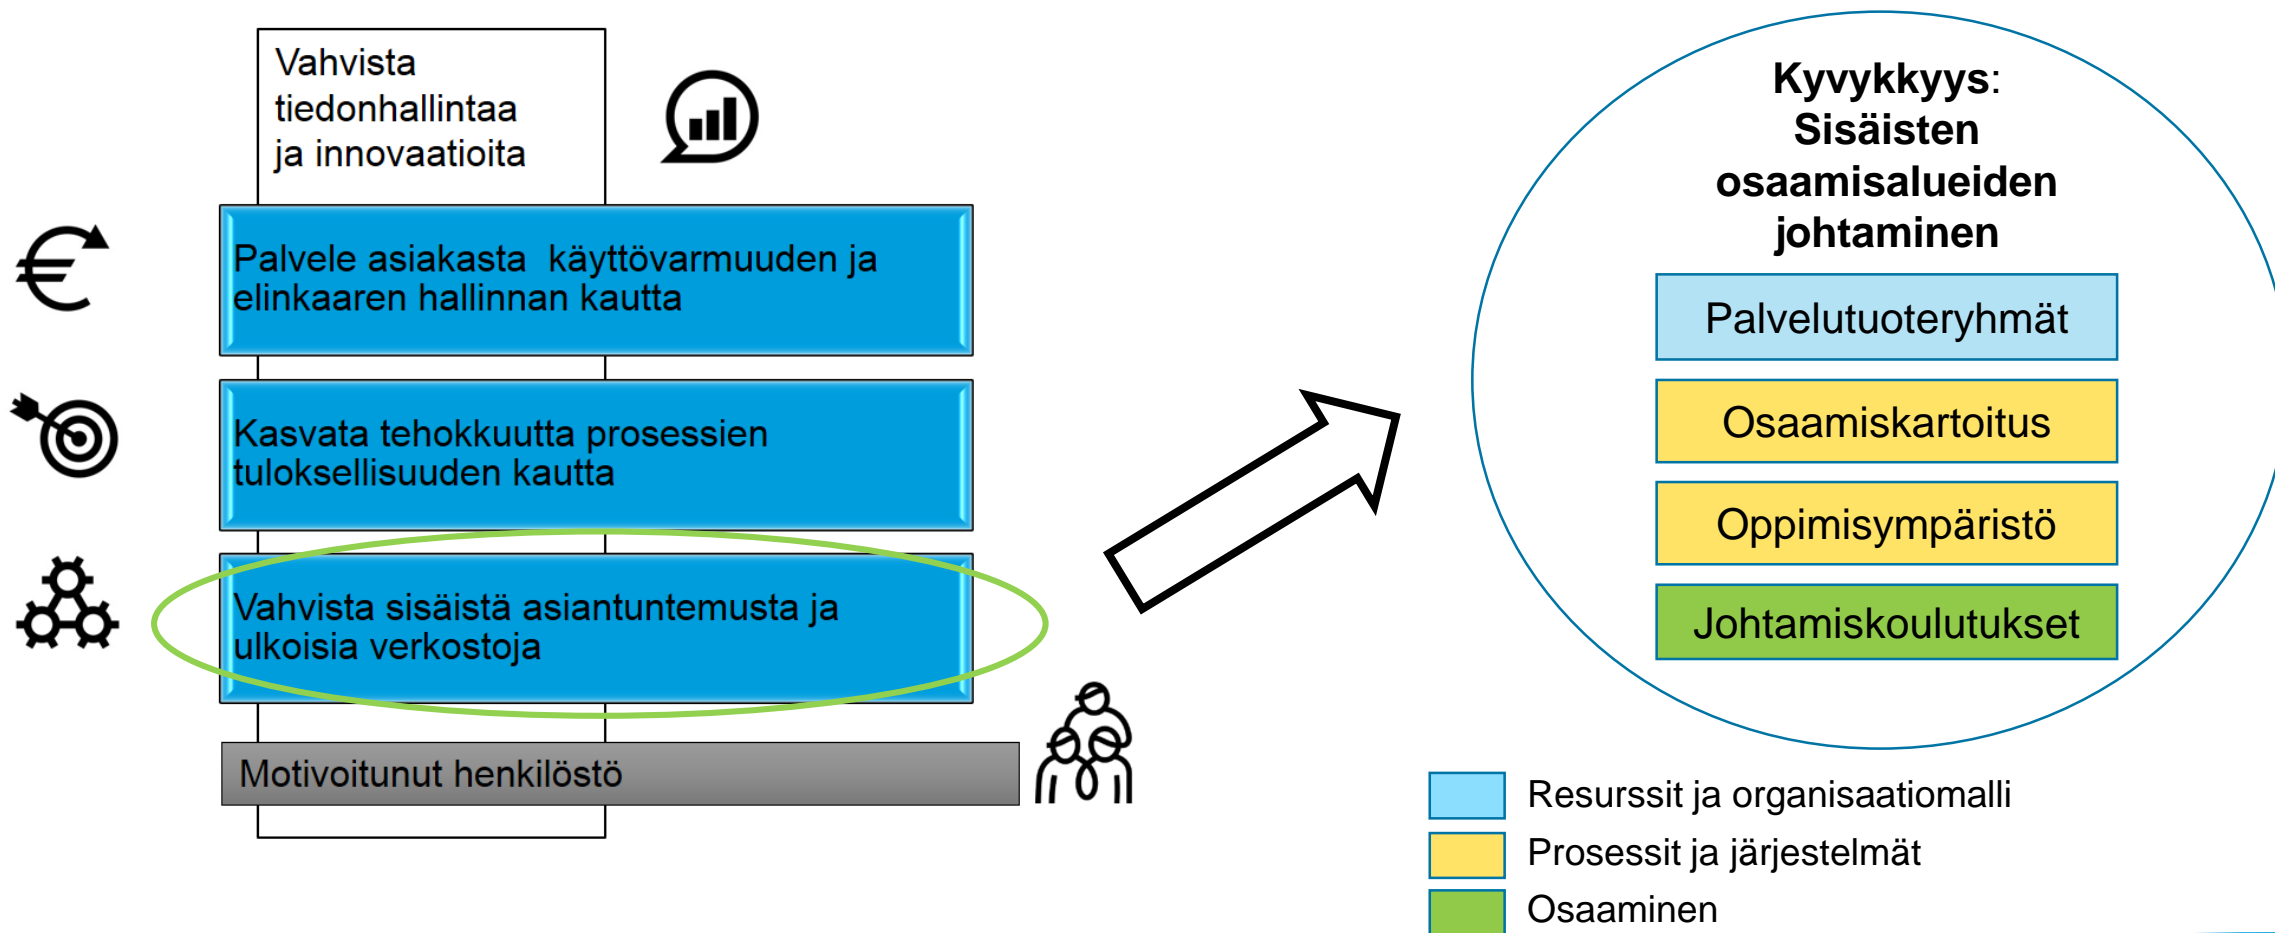 Vahvista
tiedonhallintaa
ja innovaatioita
Palvele asiakasta käyttövarmuuden ja
elinkaaren hallinnan kautta
Kasvata tehokkuutta prosessien
tuloksellisuuden kautta
Vahvista sisäistä asiantuntemusta ja
ulkoisia verkostoja
Motivoitunut henkilöstö
Kyvykkyys:
Sisäisten
osaamisalueiden
johtaminen
Palvelutuoteryhmät
Osaamiskartoitus
Oppimisympäristö
Johtamiskoulutukset
Resurssit ja organisaatiomalli
Prosessit ja järjestelmät
Osaaminen